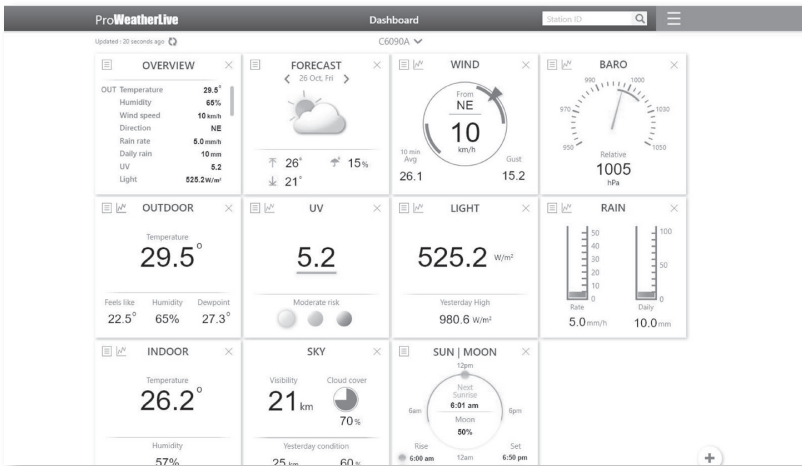 ProWeatherLive
Dashboard
Station ID
Updated : 20 seconds ago
C6090A
OVERVIEW
OUT Temperature 29.5°
Humidity 65%
Wind speed 10 km/h
Direction NE
Rain rate 5.0 mm/h
Daily rain 10 mm
UV 5.2
Light 525.2 W/m²
FORECAST
26 Oct, Fri
26° 15%
21°
WIND
From
NE
10
km/h
10 min
Avg
26.1
Gust
15.2
BARO
990 1000
970 1030
950 1050
Relative
1005
hPa
OUTDOOR
Temperature
29.5°
Feels like Humidity Dewpoint
22.5° 65% 27.3°
UV
5.2
Moderate risk
LIGHT
525.2 W/m²
Yesterday High
980.6 W/m²
RAIN
50 100
40
30 50
20
10
0 0
Rate Daily
5.0 mm/h 10.0 mm
INDOOR
Temperature
26.2°
Humidity
57%
SKY
Visibility Cloud cover
21 km
70%
Yesterday condition
25 km 60%
SUN | MOON
12pm
Next
Sunrise
6:01 am
6am 6pm
Moon
50%
Rise Set
6:00 am 12am 6:50 pm